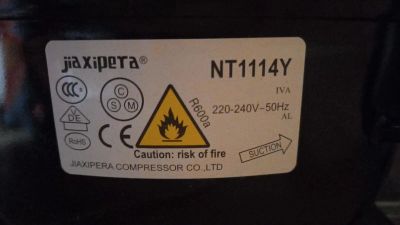 jiaxipera®
NT1114Y
IVA
220-240V~50Hz
AL
CCC
C
S M
DE
RoHS
CE
R600a
Caution: risk of fire
SUCTION
JIAXIPERA COMPRESSOR CO.,LTD